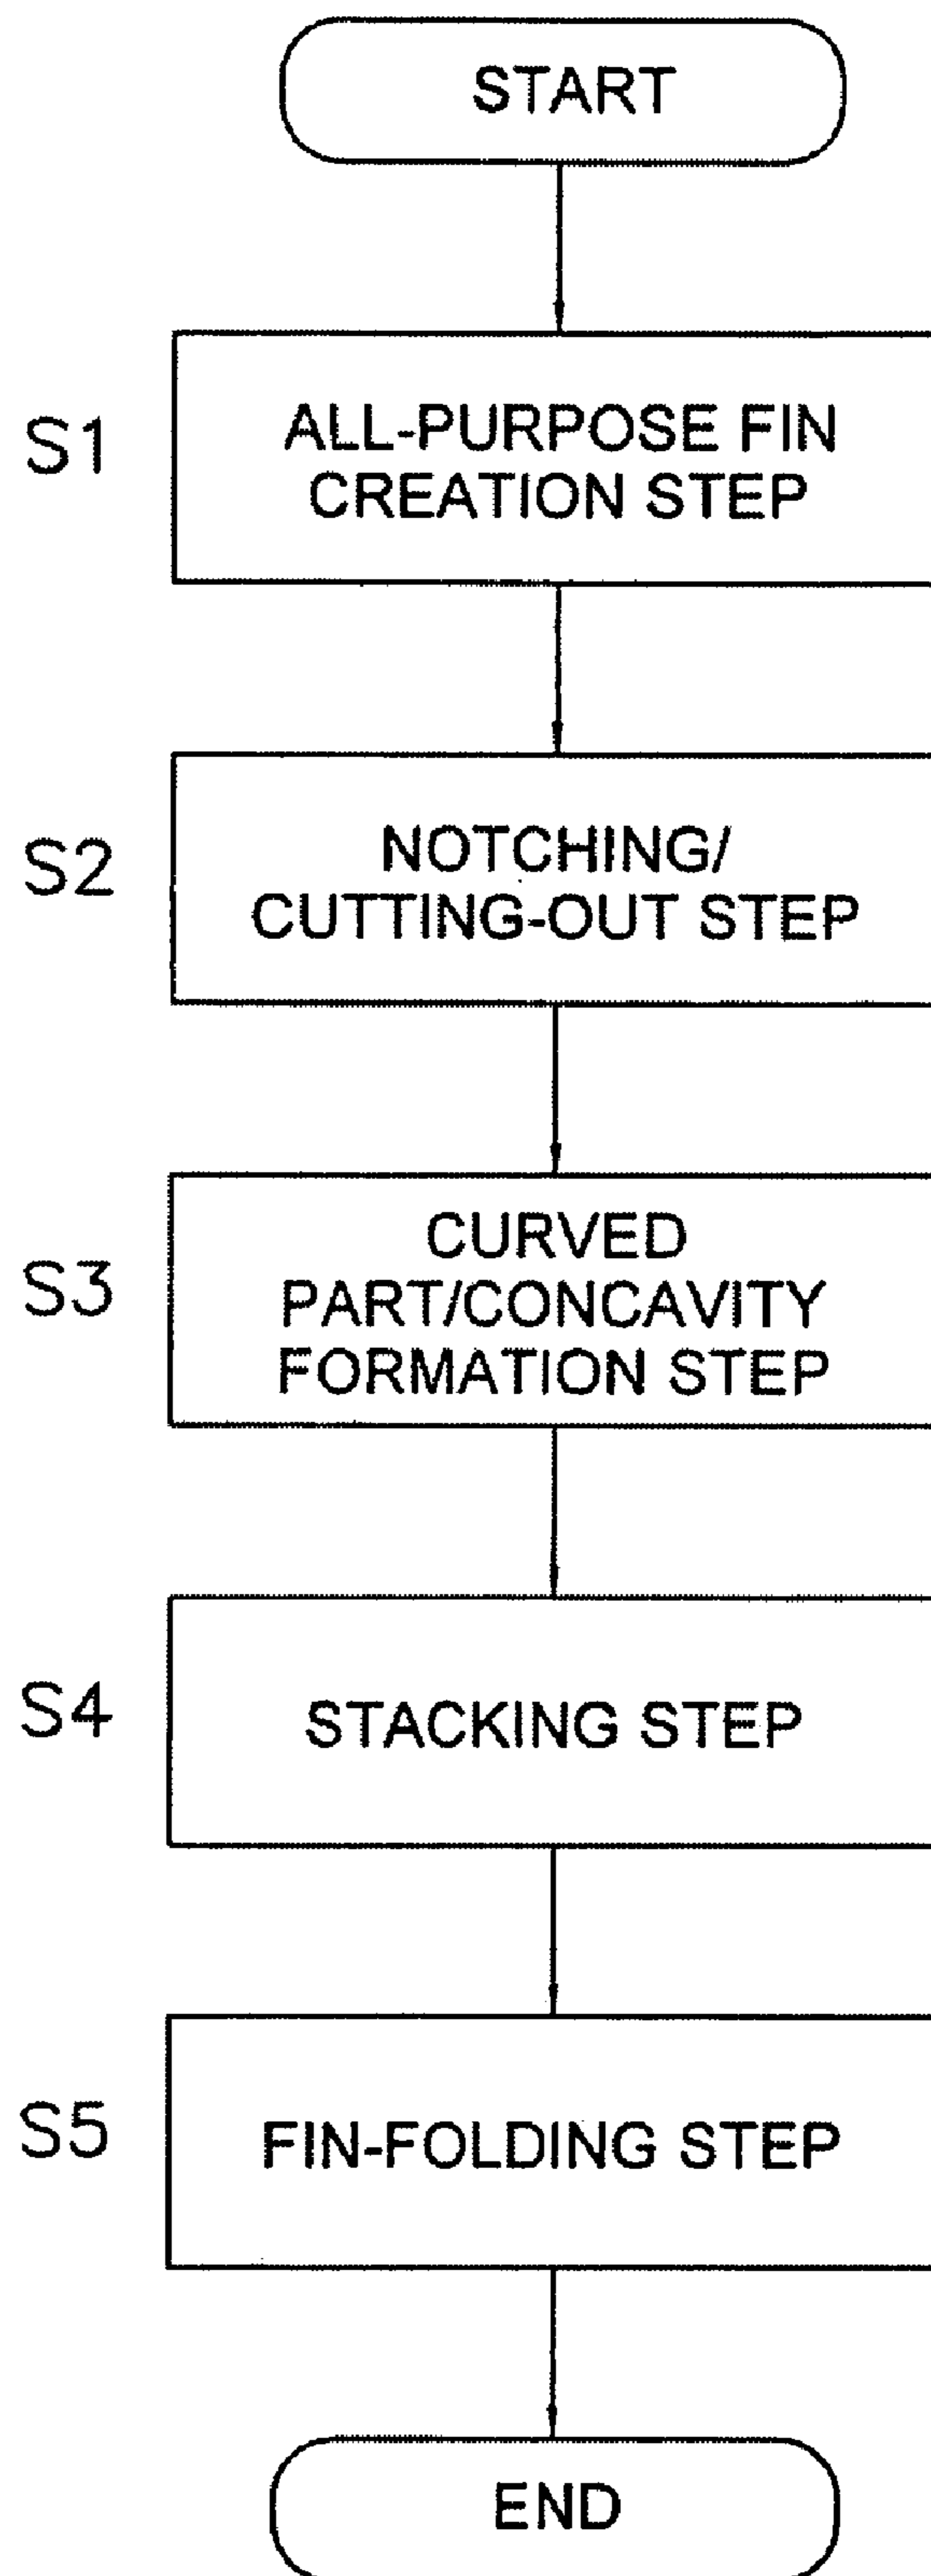 START
S1
ALL-PURPOSE FIN
CREATION STEP
S2
NOTCHING/
CUTTING-OUT STEP
S3
CURVED
PART/CONCAVITY
FORMATION STEP
S4
STACKING STEP
S5
FIN-FOLDING STEP
END